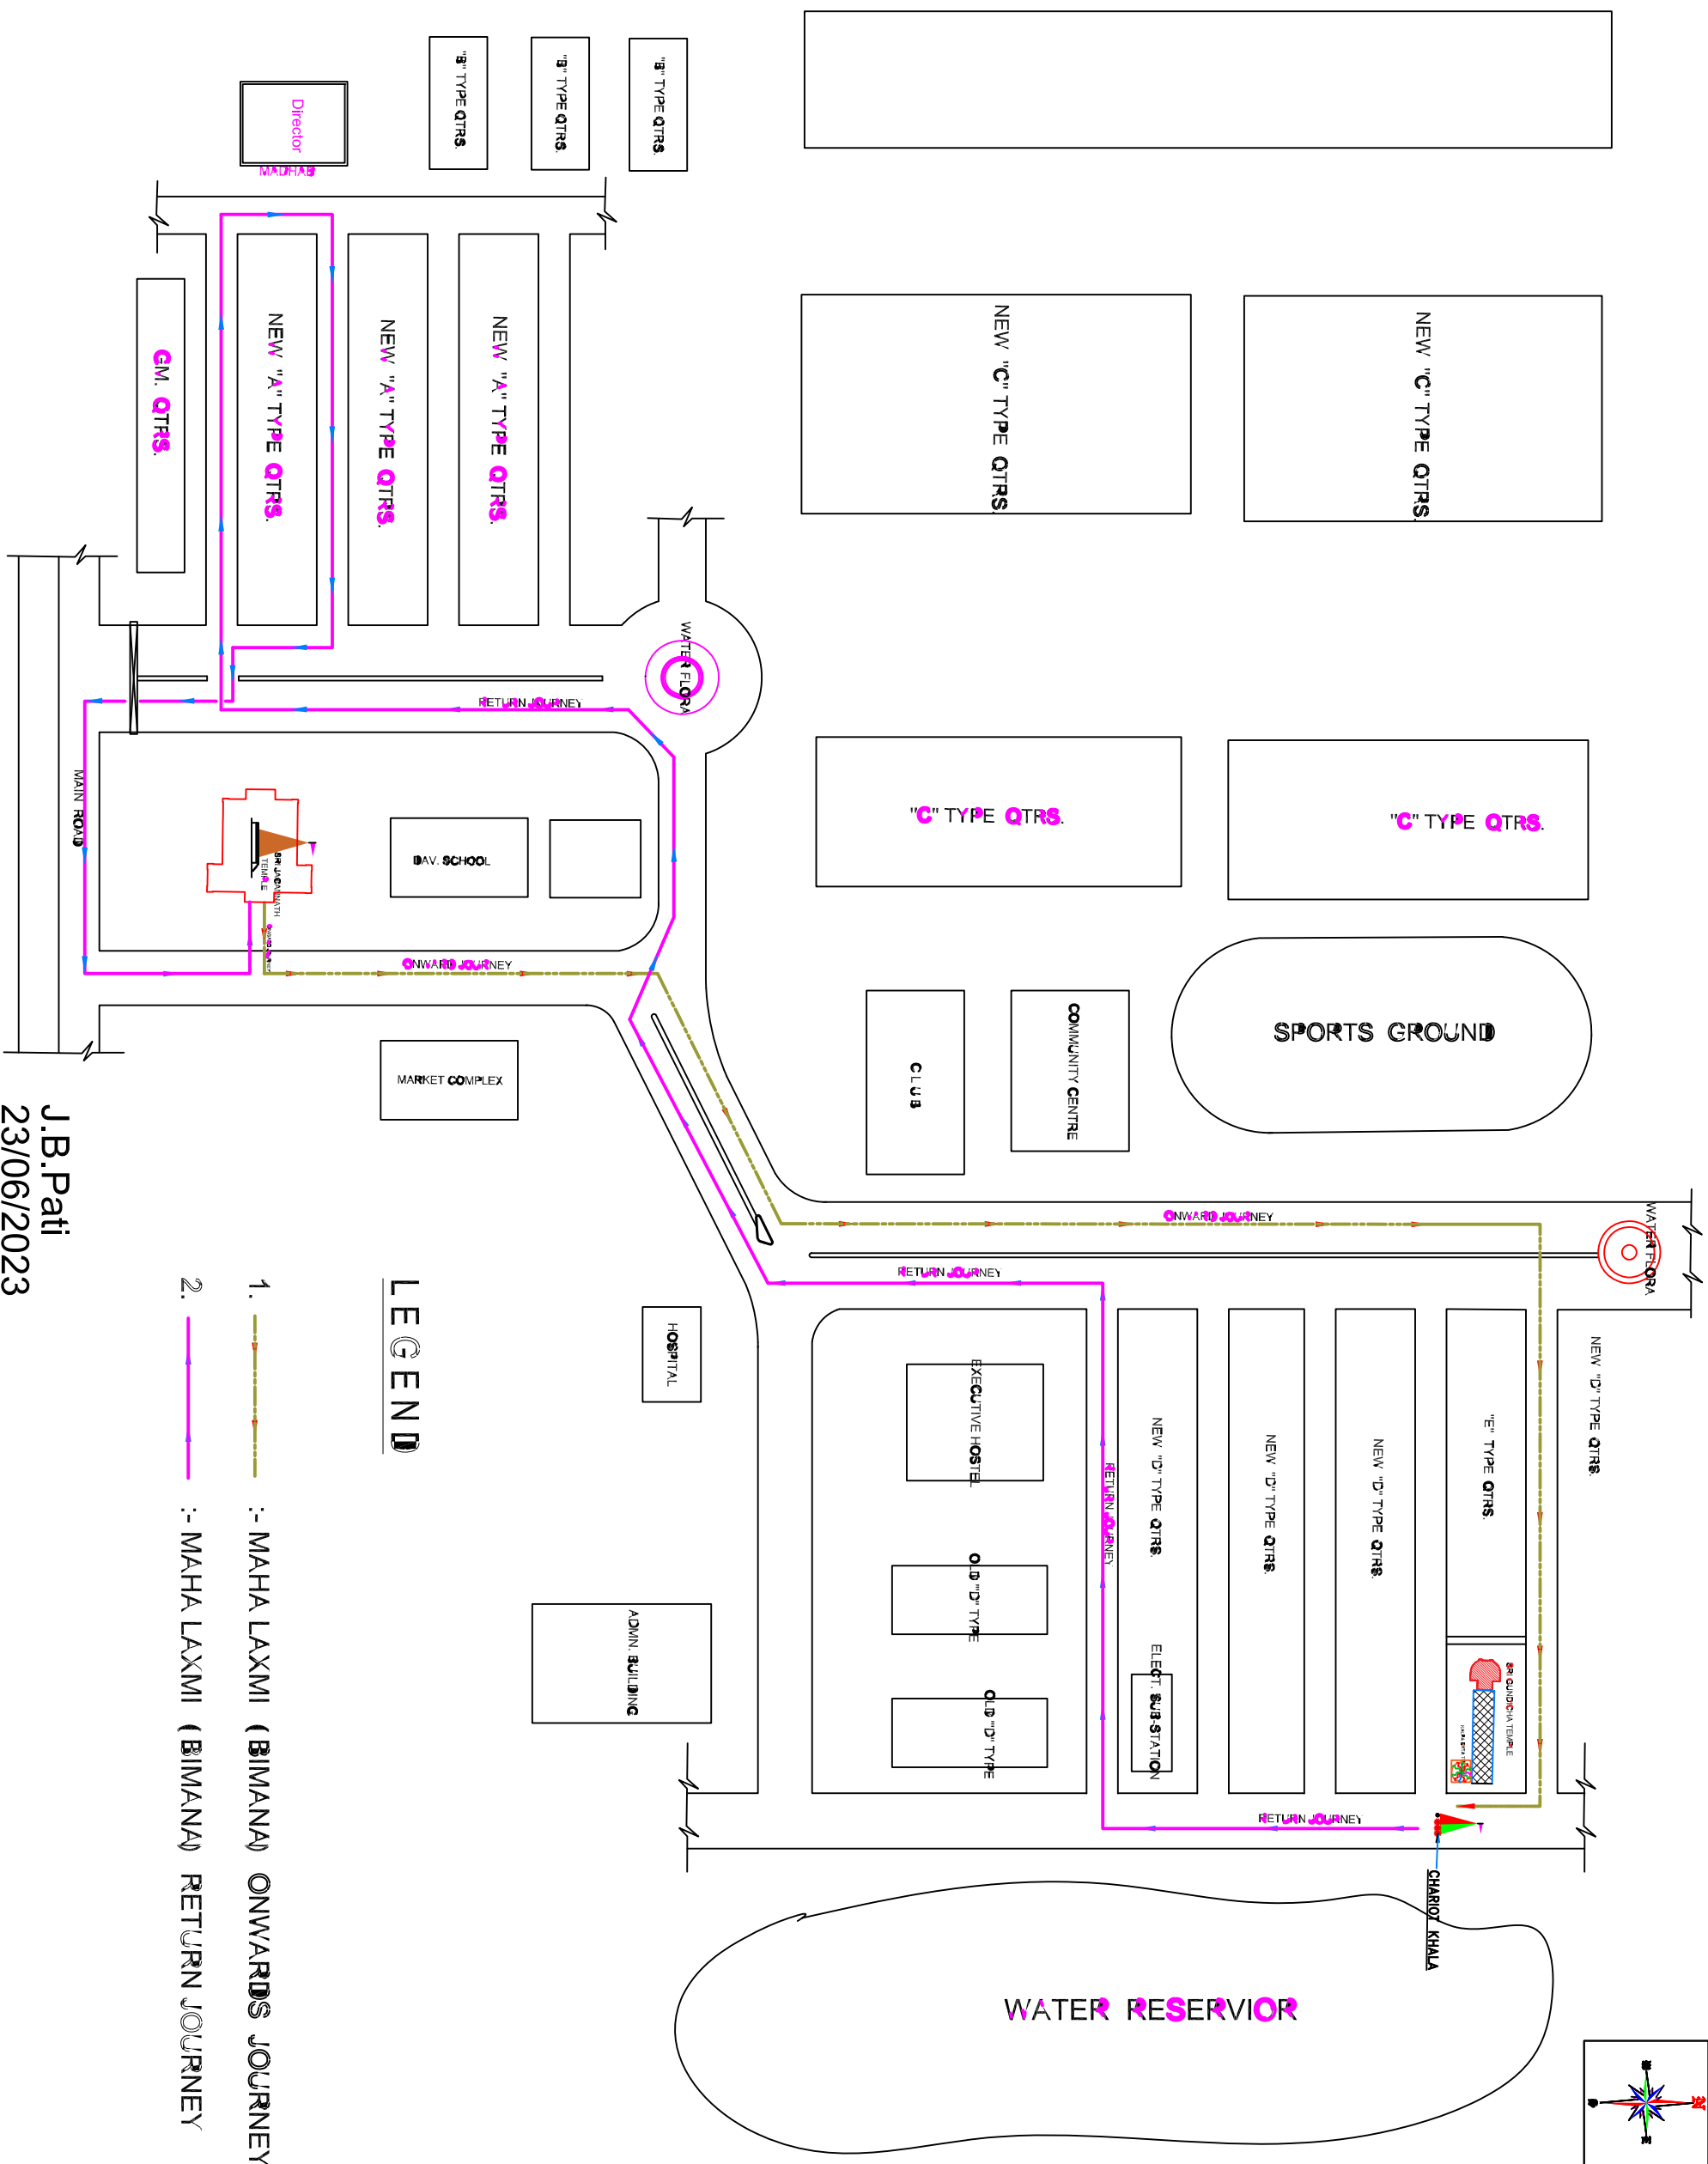 "B" TYPE QTRS.
"B" TYPE QTRS.
"B" TYPE QTRS.
Director
MADHAB
NEW "C" TYPE QTRS.
NEW "C" TYPE QTRS.
NEW "A" TYPE QTRS.
NEW "A" TYPE QTRS.
NEW "A" TYPE QTRS.
GM. QTRS.
WATER FLORA
RETURN JOURNEY
"C" TYPE QTRS.
"C" TYPE QTRS.
MAIN ROAD
SRI JAGANNATH
TEMPLE
DAV. SCHOOL
ONWARD JOURNEY
ONWARD JOURNEY
SPORTS GROUND
COMMUNITY CENTRE
CLUB
MARKET COMPLEX
WATER FLORA
ONWARD JOURNEY
RETURN JOURNEY
HOSPITAL
NEW "D" TYPE QTRS.
"E" TYPE QTRS.
NEW "D" TYPE QTRS.
NEW "D" TYPE QTRS.
NEW "D" TYPE QTRS.
RETURN JOURNEY
EXECUTIVE HOSTEL
OLD "D" TYPE
OLD "D" TYPE
ELECT. SUB-STATION
ADMN. BUILDING
SRI GUNDICHA TEMPLE
RETURN JOURNEY
CHARIOT KHALA
WATER RESERVIOR
N
LEGEND
1. :- MAHA LAXMI (BIMANA) ONWARDS JOURNEY
2. :- MAHA LAXMI (BIMANA) RETURN JOURNEY
J.B.Pati
23/06/2023